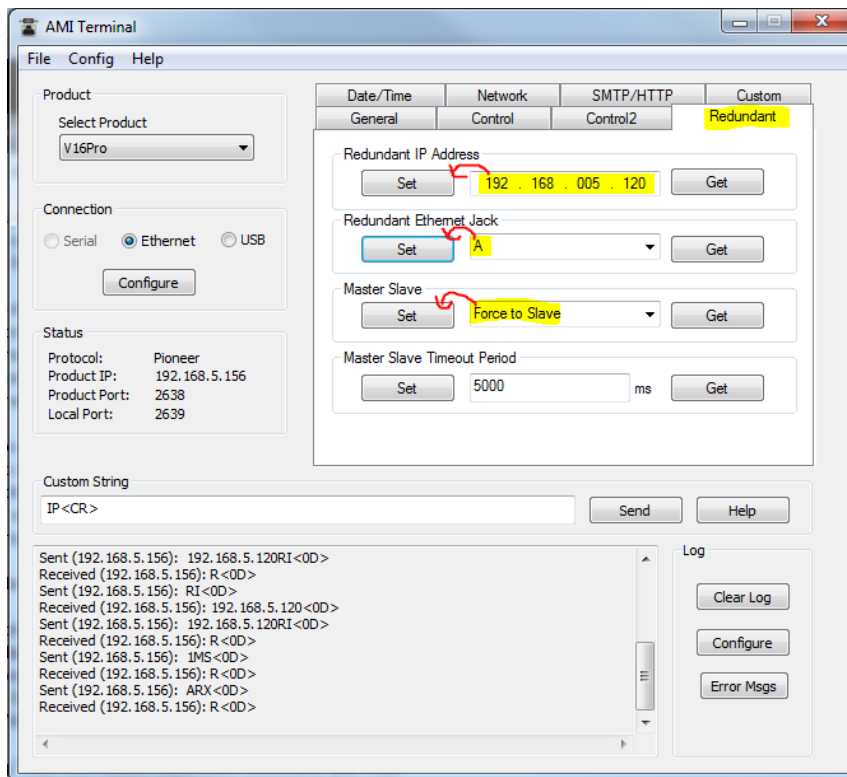 AMI Terminal
File Config Help
Product
Select Product
V16Pro
Connection
Serial Ethernet USB
Configure
Status
Protocol: Pioneer
Product IP: 192.168.5.156
Product Port: 2638
Local Port: 2639
Date/Time Network SMTP/HTTP Custom
General Control Control2 Redundant
Redundant IP Address
Set 192 . 168 . 005 . 120 Get
Redundant Ethernet Jack
Set A Get
Master Slave
Set Force to Slave Get
Master Slave Timeout Period
Set 5000 ms Get
Custom String
IP<CR> Send Help
Sent (192.168.5.156): 192.168.5.120RI<0D>
Received (192.168.5.156): R<0D>
Sent (192.168.5.156): RI<0D>
Received (192.168.5.156): 192.168.5.120<0D>
Sent (192.168.5.156): 192.168.5.120RI<0D>
Received (192.168.5.156): R<0D>
Sent (192.168.5.156): 1MS<0D>
Received (192.168.5.156): R<0D>
Sent (192.168.5.156): ARX<0D>
Received (192.168.5.156): R<0D>
Log
Clear Log
Configure
Error Msgs